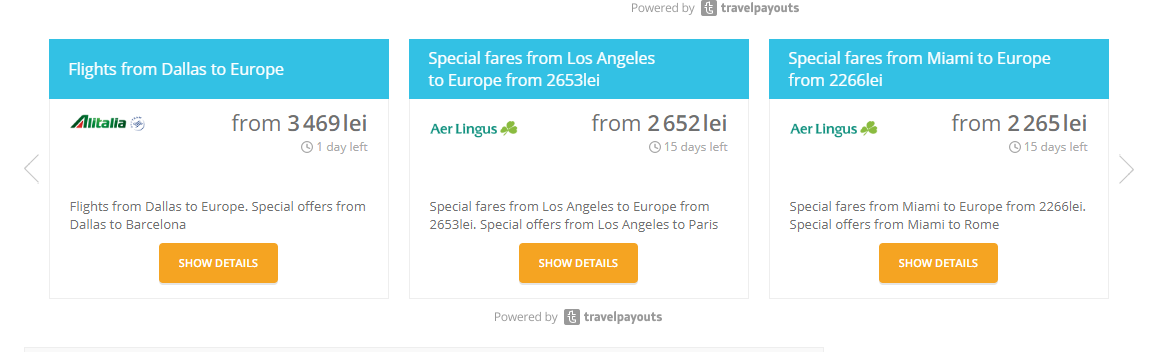 Powered by travelpayouts
Flights from Dallas to Europe
Alitalia
from 3 469 lei
1 day left
Flights from Dallas to Europe. Special offers from
Dallas to Barcelona
SHOW DETAILS
Special fares from Los Angeles
to Europe from 2653lei
Aer Lingus
from 2 652 lei
15 days left
Special fares from Los Angeles to Europe from
2653lei. Special offers from Los Angeles to Paris
SHOW DETAILS
Special fares from Miami to Europe
from 2266lei
Aer Lingus
from 2 265 lei
15 days left
Special fares from Miami to Europe from 2266lei.
Special offers from Miami to Rome
SHOW DETAILS
Powered by travelpayouts